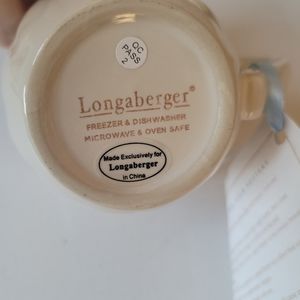 QC
PASS
2
Longaberger®
FREEZER & DISHWASHER
MICROWAVE & OVEN SAFE
Made Exclusively for
Longaberger
in China